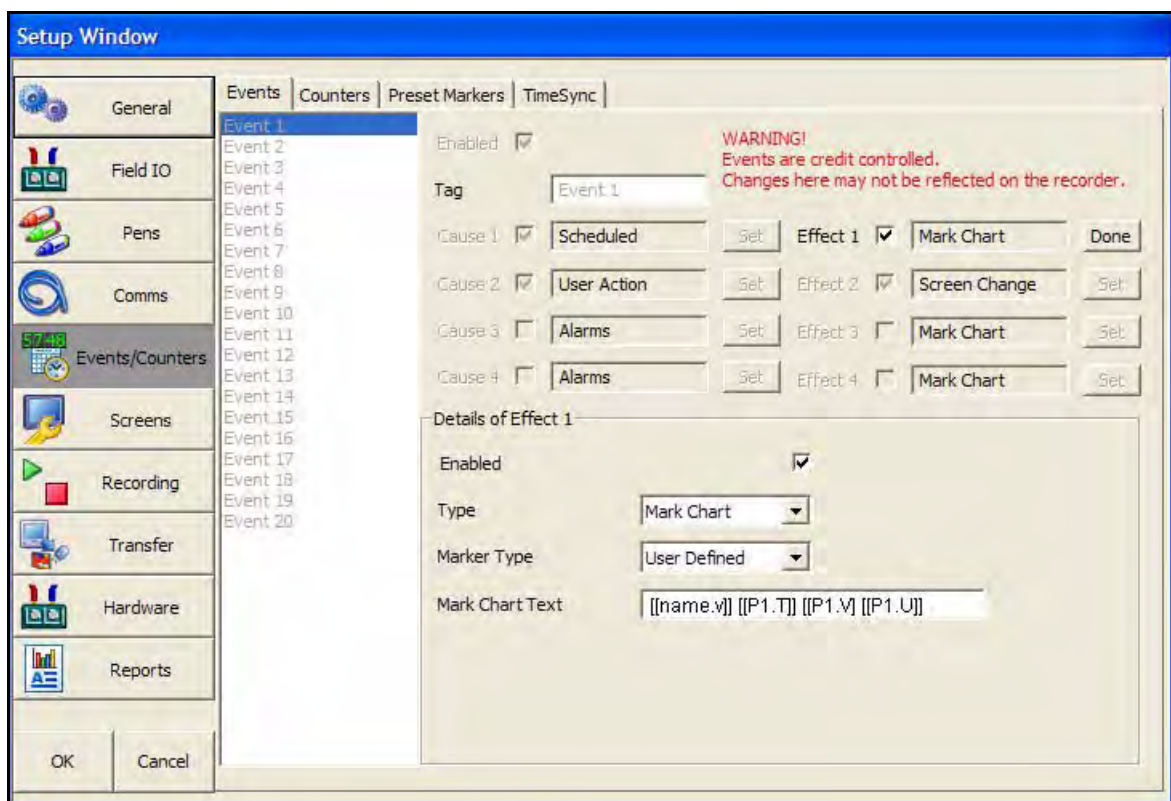 Setup Window
General
Field IO
Pens
Comms
57:48
Events/Counters
Screens
Recording
Transfer
Hardware
Reports
OK
Cancel
Events
Counters
Preset Markers
TimeSync
Event 1
Event 2
Event 3
Event 4
Event 5
Event 6
Event 7
Event 8
Event 9
Event 10
Event 11
Event 12
Event 13
Event 14
Event 15
Event 16
Event 17
Event 18
Event 19
Event 20
Enabled
WARNING!
Events are credit controlled.
Changes here may not be reflected on the recorder.
Tag Event 1
Cause 1 Scheduled Set Effect 1 Mark Chart Done
Cause 2 User Action Set Effect 2 Screen Change Set
Cause 3 Alarms Set Effect 3 Mark Chart Set
Cause 4 Alarms Set Effect 4 Mark Chart Set
Details of Effect 1
Enabled
Type Mark Chart
Marker Type User Defined
Mark Chart Text [[name.v]] [[P1.T]] [[P1.V] [[P1.U]]